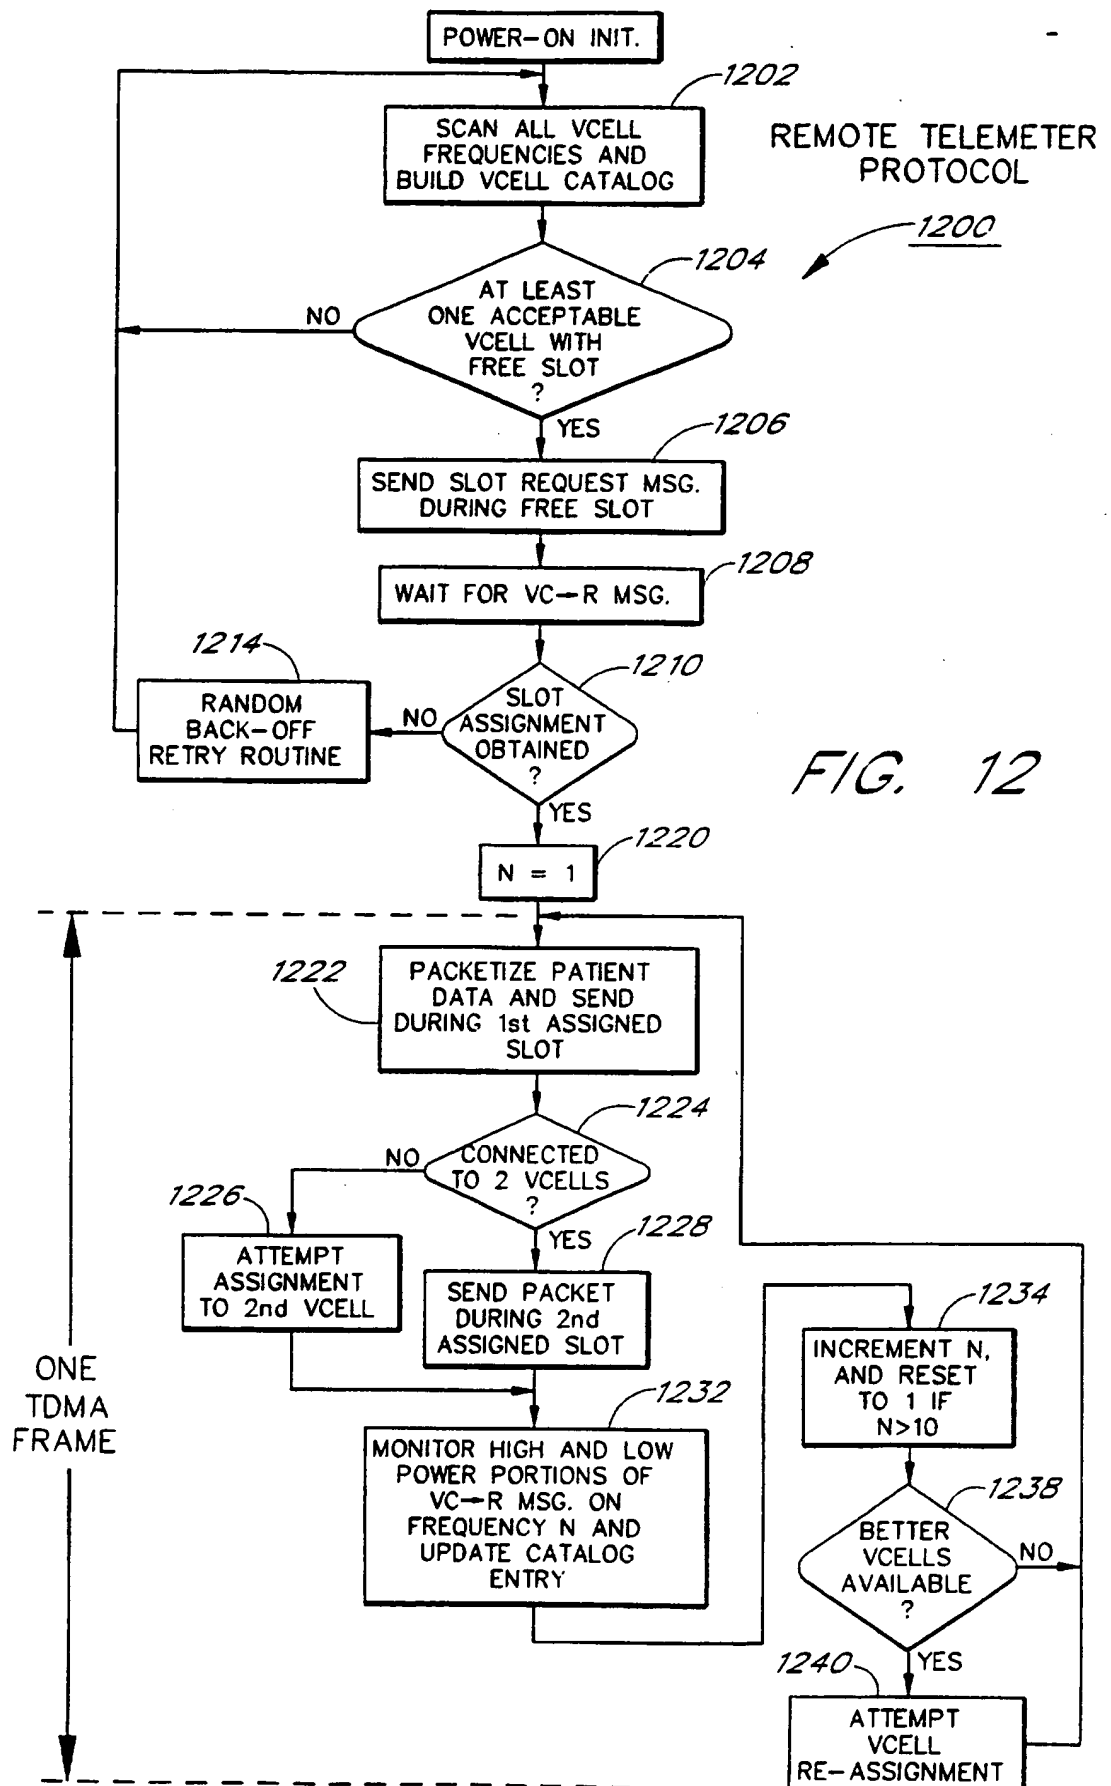 POWER-ON INIT.
1202
SCAN ALL VCELL
FREQUENCIES AND
BUILD VCELL CATALOG
REMOTE TELEMETER
PROTOCOL
1200
1204
AT LEAST
ONE ACCEPTABLE
VCELL WITH
FREE SLOT
?
NO
YES
1206
SEND SLOT REQUEST MSG.
DURING FREE SLOT
1208
WAIT FOR VC→R MSG.
1210
SLOT
ASSIGNMENT
OBTAINED
?
NO
1214
RANDOM
BACK-OFF
RETRY ROUTINE
YES
FIG. 12
1220
N = 1
1222
PACKETIZE PATIENT
DATA AND SEND
DURING 1st ASSIGNED
SLOT
1224
CONNECTED
TO 2 VCELLS
?
NO
YES
1226
ATTEMPT
ASSIGNMENT
TO 2nd VCELL
1228
SEND PACKET
DURING 2nd
ASSIGNED SLOT
ONE
TDMA
FRAME
1232
MONITOR HIGH AND LOW
POWER PORTIONS OF
VC→R MSG. ON
FREQUENCY N AND
UPDATE CATALOG
ENTRY
1234
INCREMENT N,
AND RESET
TO 1 IF
N>10
1238
BETTER
VCELLS
AVAILABLE
?
NO
YES
1240
ATTEMPT
VCELL
RE-ASSIGNMENT